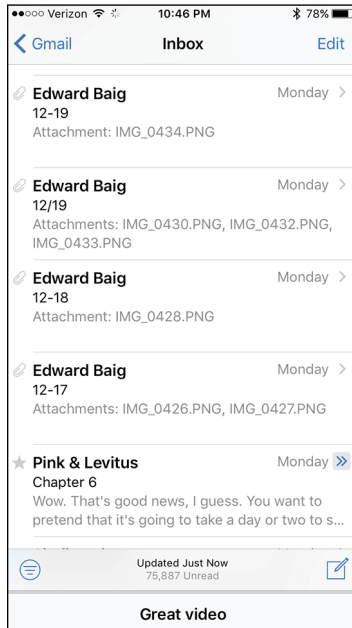 Verizon 10:46 PM 78%
Gmail Inbox Edit
Edward Baig Monday
12-19
Attachment: IMG_0434.PNG
Edward Baig Monday
12/19
Attachments: IMG_0430.PNG, IMG_0432.PNG,
IMG_0433.PNG
Edward Baig Monday
12-18
Attachment: IMG_0428.PNG
Edward Baig Monday
12-17
Attachments: IMG_0426.PNG, IMG_0427.PNG
Pink & Levitus Monday
Chapter 6
Wow. That's good news, I guess. You want to
pretend that it's going to take a day or two to s...
Updated Just Now
75,887 Unread
Great video